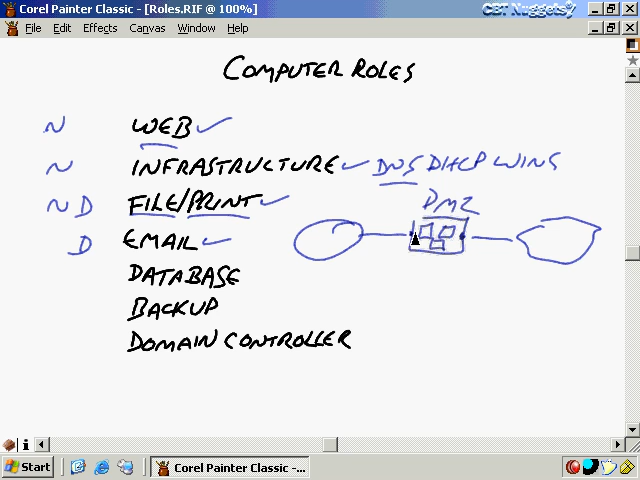 Corel Painter Classic - [Roles.RIF @ 100%]
CBT Nuggets
File Edit Effects Canvas Window Help
COMPUTER ROLES
N WEB
N INFRASTRUCTURE DNS DHCP WINS
N D FILE/PRINT DMZ
D EMAIL
DATABASE
BACKUP
DOMAIN CONTROLLER
Start Corel Painter Classic -...